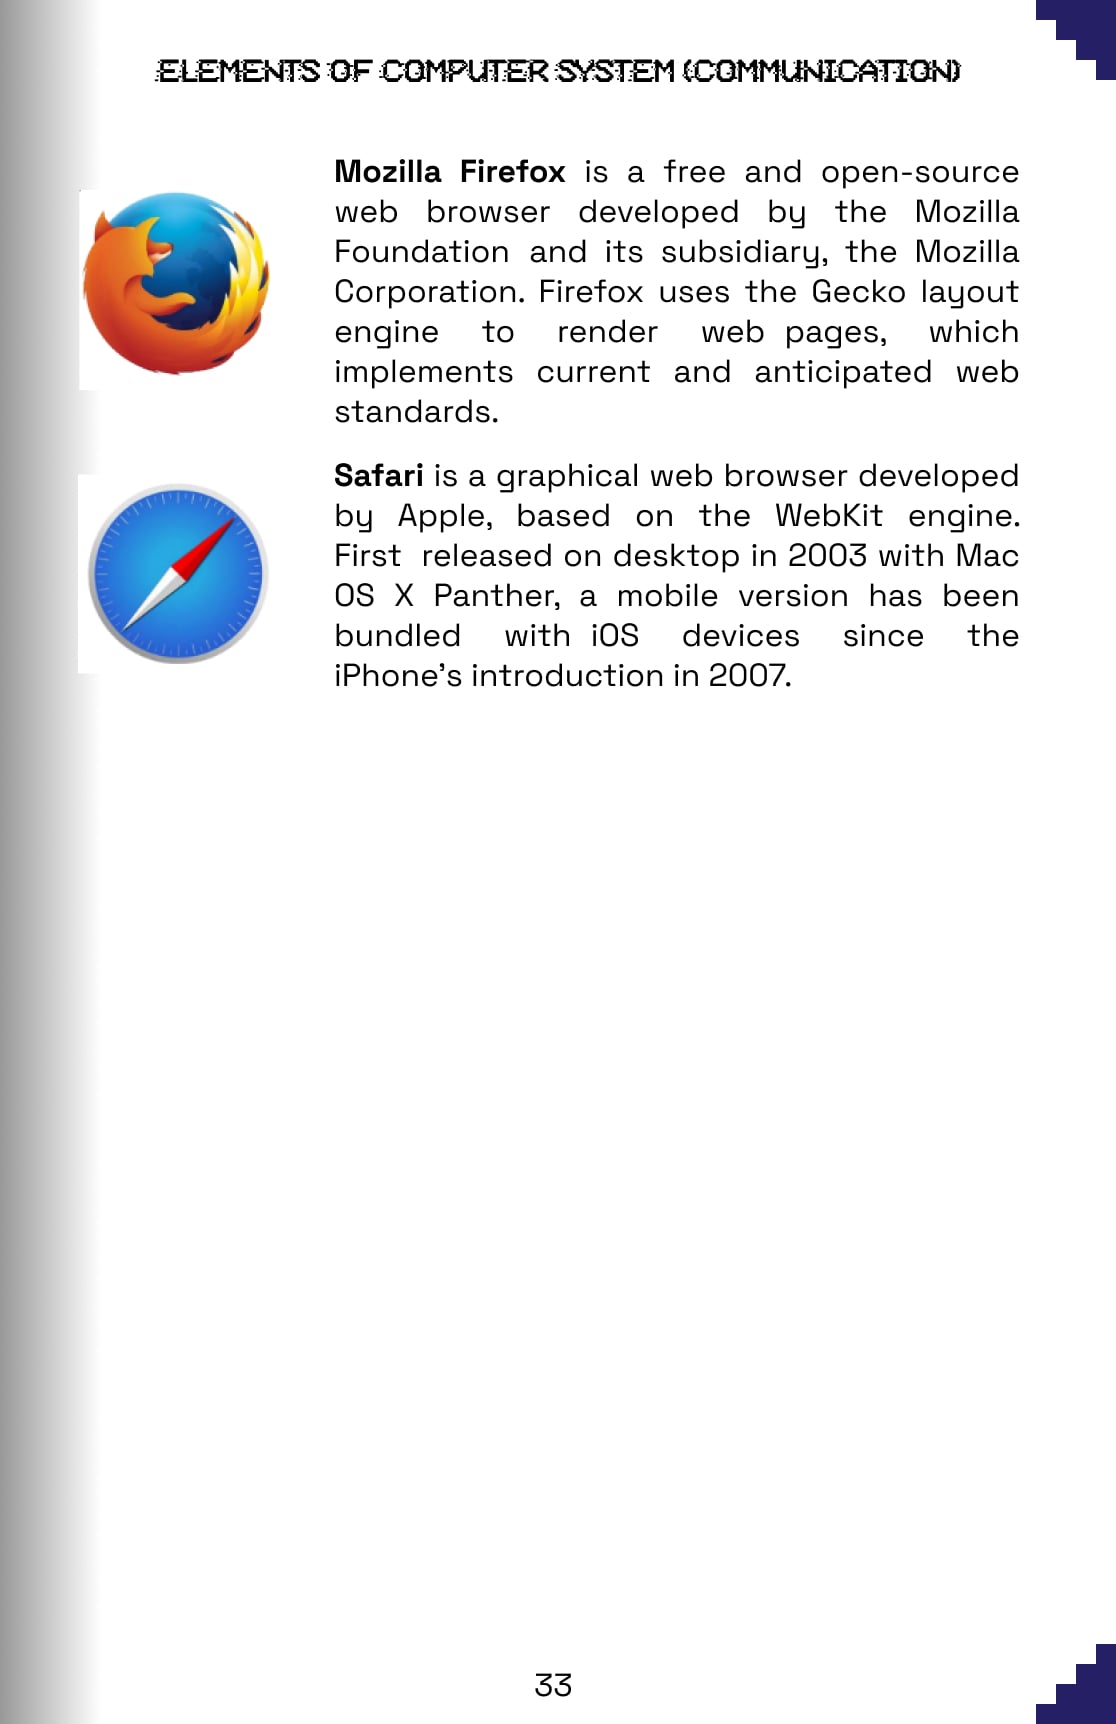 ELEMENTS OF COMPUTER SYSTEM (COMMUNICATION)
Mozilla Firefox is a free and open-source
web browser developed by the Mozilla
Foundation and its subsidiary, the Mozilla
Corporation. Firefox uses the Gecko layout
engine to render web pages, which
implements current and anticipated web
standards.
Safari is a graphical web browser developed
by Apple, based on the WebKit engine.
First released on desktop in 2003 with Mac
OS X Panther, a mobile version has been
bundled with iOS devices since the
iPhone’s introduction in 2007.
33